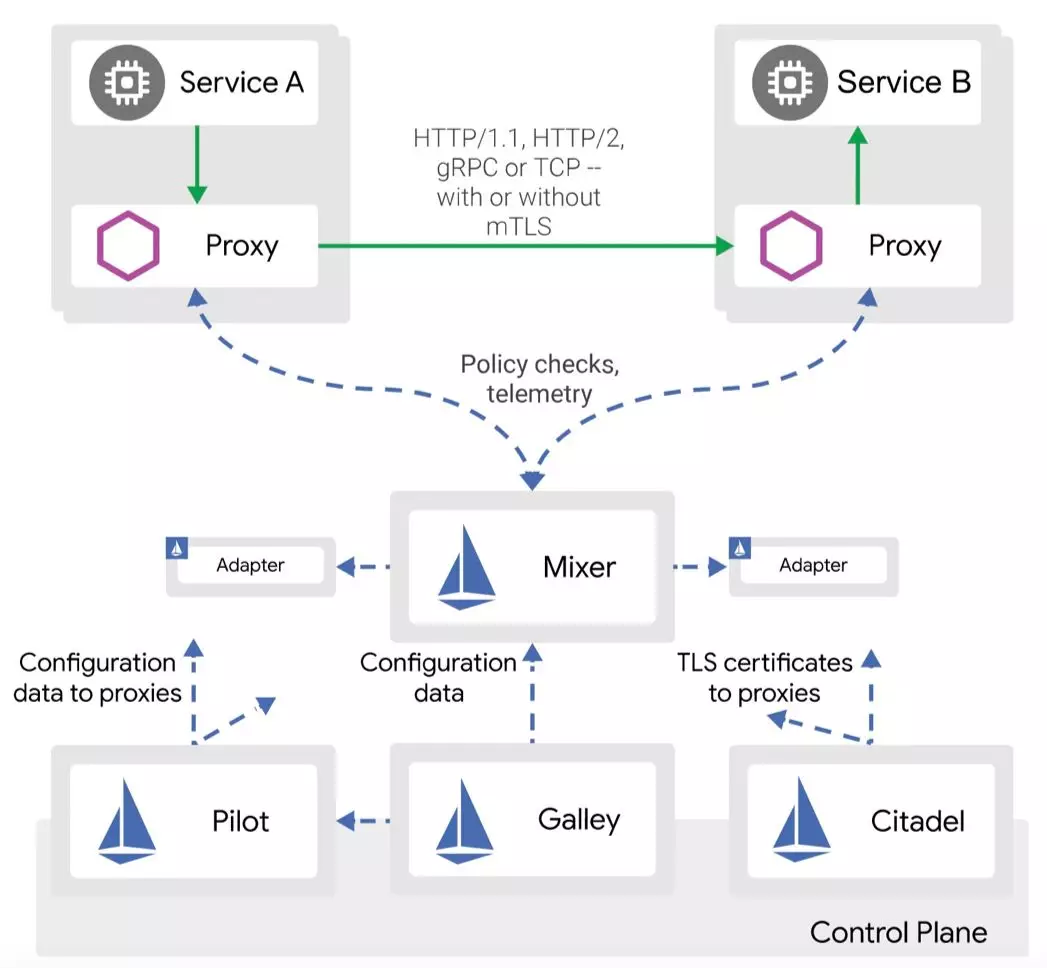 Service A
Service B
HTTP/1.1, HTTP/2,
gRPC or TCP --
with or without
mTLS
Proxy
Proxy
Policy checks,
telemetry
Adapter
Mixer
Adapter
Configuration
data to proxies
Configuration
data
TLS certificates
to proxies
Pilot
Galley
Citadel
Control Plane